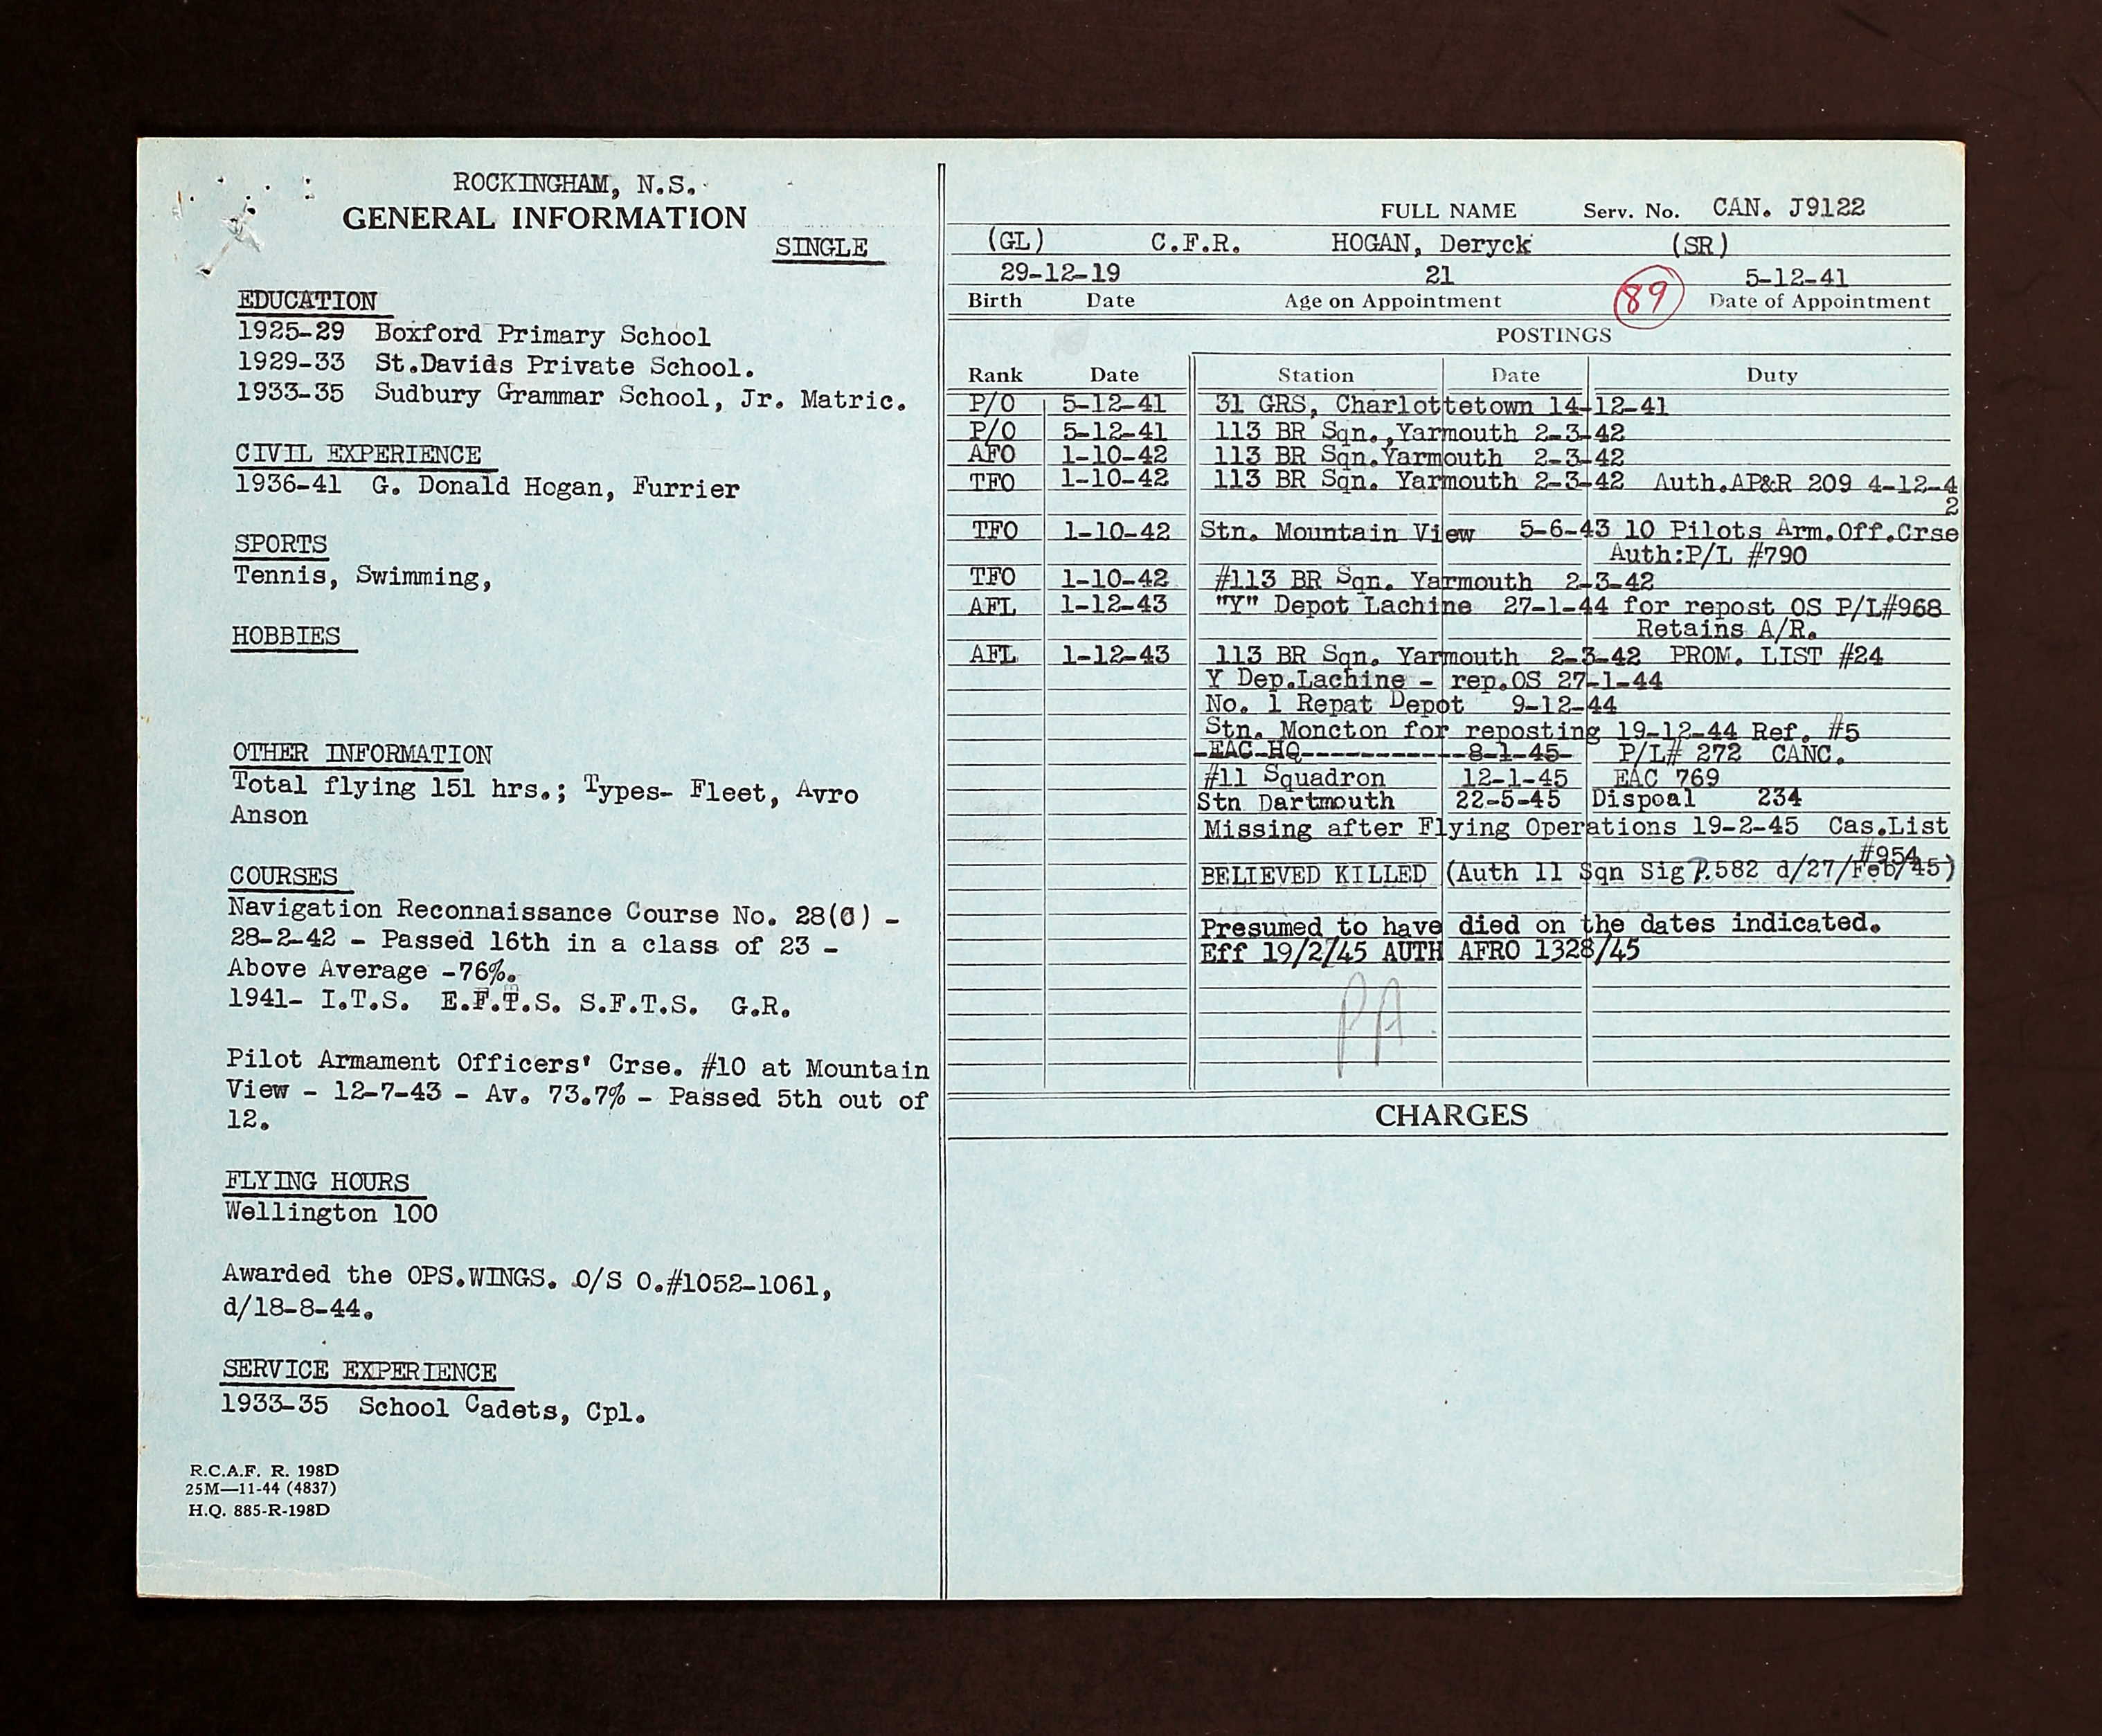 ROCKINGHAM, N.S.
GENERAL INFORMATION
SINGLE
EDUCATION
1925-29 Boxford Primary School
1929-33 St.Davids Private School.
1933-35 Sudbury Grammar School, Jr. Matric.
CIVIL EXPERIENCE
1936-41 G. Donald Hogan, Furrier
SPORTS
Tennis, Swimming,
HOBBIES
OTHER INFORMATION
Total flying 151 hrs.; Types- Fleet, Avro
Anson
COURSES
Navigation Reconnaissance Course No. 28(0) -
28-2-42 - Passed 16th in a class of 23 -
Above Average -76%.
1941- I.T.S. E.F.T.S. S.F.T.S. G.R.
Pilot Armament Officers' Crse. #10 at Mountain
View - 12-7-43 - Av. 73.7% - Passed 5th out of
12.
FLYING HOURS
Wellington 100
Awarded the OPS.WINGS. O/S O.#1052-1061,
d/18-8-44.
SERVICE EXPERIENCE
1933-35 School Cadets, Cpl.
R.C.A.F. R. 198D
25M—11-44 (4837)
H.Q. 885-R-198D
FULL NAME Serv. No. CAN. J9122
(GL) C.F.R. HOGAN, Deryck (SR)
29-12-19 21 5-12-41
Birth Date Age on Appointment 89 Date of Appointment
POSTINGS
Rank Date Station Date Duty
P/O 5-12-41 31 GRS, Charlottetown 14-12-41
P/O 5-12-41 113 BR Sqn.,Yarmouth 2-3-42
AFO 1-10-42 113 BR Sqn.Yarmouth 2-3-42
TFO 1-10-42 113 BR Sqn. Yarmouth 2-3-42 Auth.AP&R 209 4-12-4
2
TFO 1-10-42 Stn. Mountain View 5-6-43 10 Pilots Arm.Off.Crse
Auth:P/L #790
TFO 1-10-42 #113 BR Sqn. Yarmouth 2-3-42
AFL 1-12-43 "Y" Depot Lachine 27-1-44 for repost OS P/L#968
Retains A/R.
AFL 1-12-43 113 BR Sqn. Yarmouth 2-3-42 PROM. LIST #24
Y Dep.Lachine - rep.OS 27-1-44
No. 1 Repat Depot 9-12-44
Stn. Moncton for reposting 19-12-44 Ref. #5
EAC HQ 8-1-45 P/L# 272 CANC.
#11 Squadron 12-1-45 EAC 769
Stn Dartmouth 22-5-45 Dispoal 234
Missing after Flying Operations 19-2-45 Cas.List
#954
BELIEVED KILLED (Auth 11 Sqn Sig P.582 d/27/Feb/45)
Presumed to have died on the dates indicated.
Eff 19/2/45 AUTH AFRO 1328/45
PA.
CHARGES